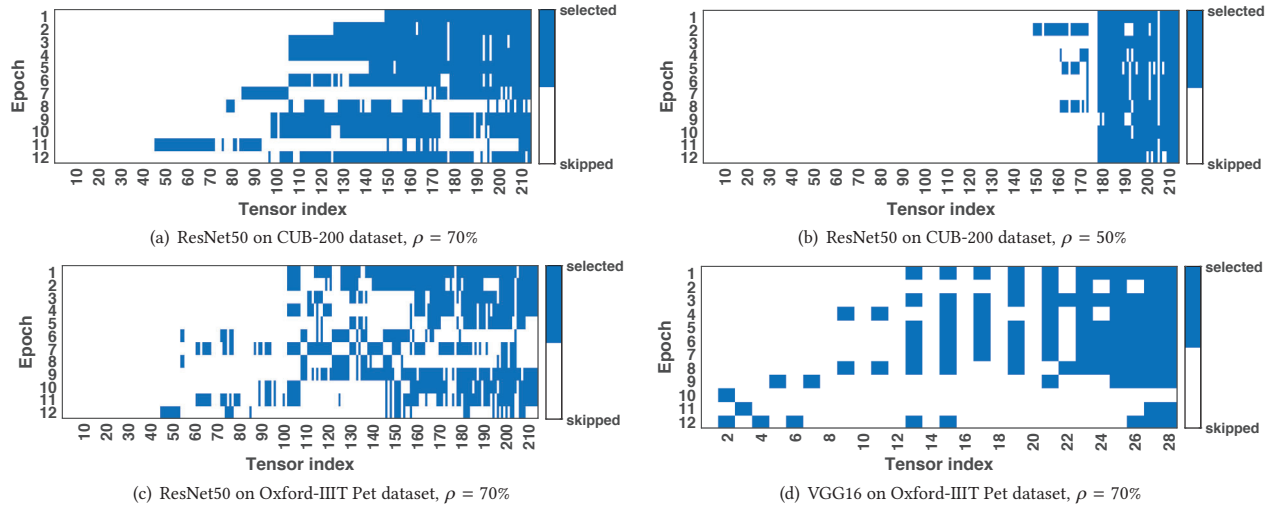 selected
1
2
3
4
5
6
7
8
9
10
11
12
Epoch
skipped
10 20 30 40 50 60 70 80 90 100 110 120 130 140 150 160 170 180 190 200 210
Tensor index
(a) ResNet50 on CUB-200 dataset, ρ = 70%
selected
1
2
3
4
5
6
7
8
9
10
11
12
Epoch
skipped
10 20 30 40 50 60 70 80 90 100 110 120 130 140 150 160 170 180 190 200 210
Tensor index
(b) ResNet50 on CUB-200 dataset, ρ = 50%
selected
1
2
3
4
5
6
7
8
9
10
11
12
Epoch
skipped
10 20 30 40 50 60 70 80 90 100 110 120 130 140 150 160 170 180 190 200 210
Tensor index
(c) ResNet50 on Oxford-IIIT Pet dataset, ρ = 70%
selected
1
2
3
4
5
6
7
8
9
10
11
12
Epoch
skipped
2 4 6 8 10 12 14 16 18 20 22 24 26 28
Tensor index
(d) VGG16 on Oxford-IIIT Pet dataset, ρ = 70%